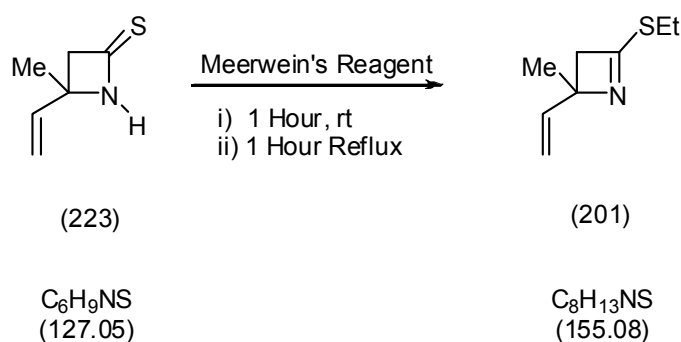 S
Me
N
H
(223)
C₆H₉NS
(127.05)
Meerwein's Reagent
i) 1 Hour, rt
ii) 1 Hour Reflux
SEt
Me
N
(201)
C₈H₁₃NS
(155.08)